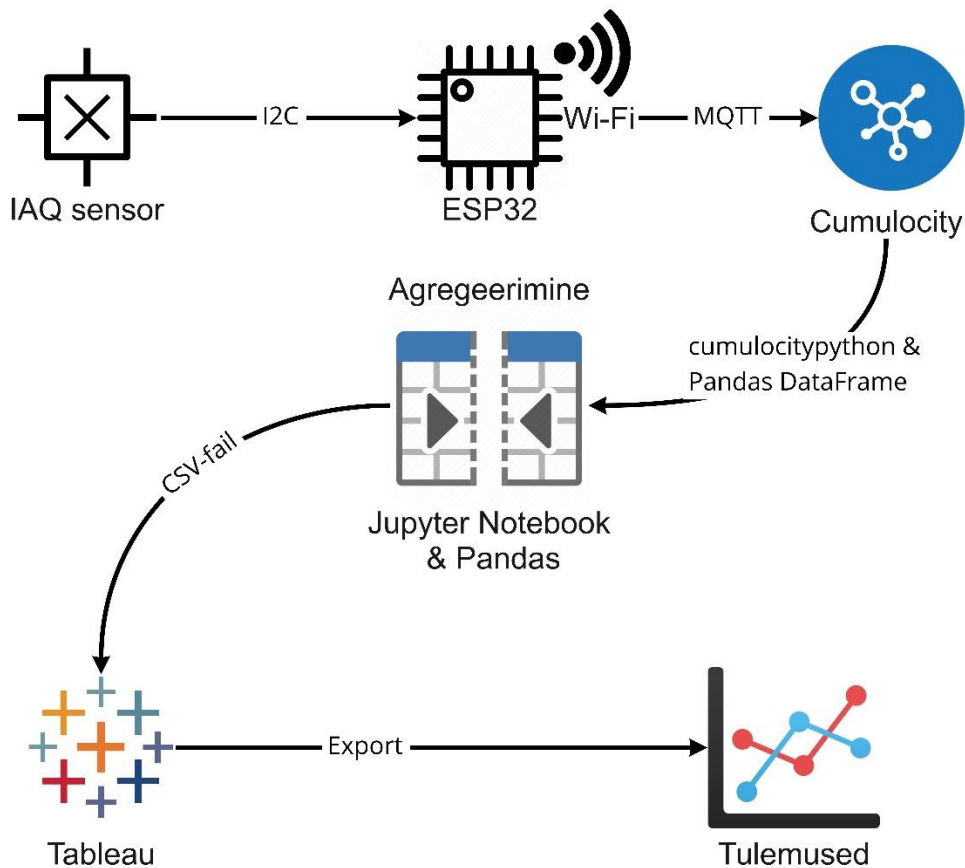 IAQ sensor
I2C
ESP32
Wi-Fi
MQTT
Cumulocity
cumulocitypython &
Pandas DataFrame
Agregeerimine
Jupyter Notebook
& Pandas
CSV-fail
Tableau
Export
Tulemused